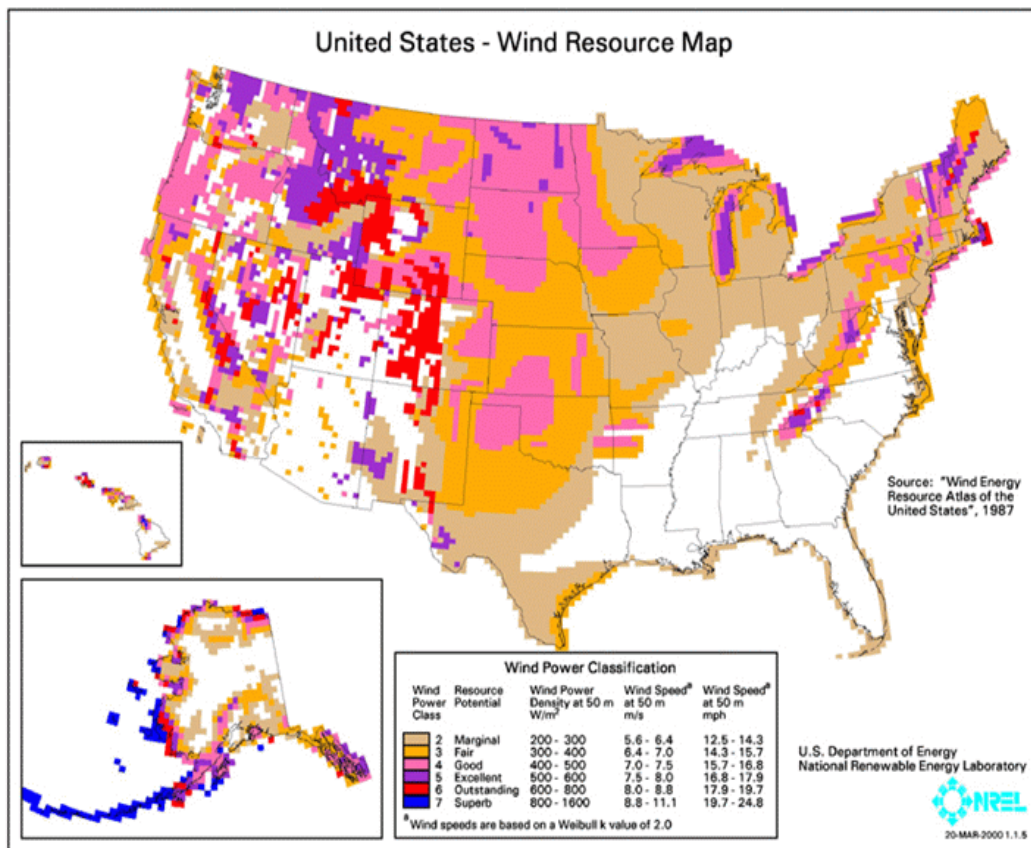 United States - Wind Resource Map
Source: "Wind Energy
Resource Atlas of the
United States", 1987
Wind Power Classification
Wind Power Class Resource Potential Wind Power Density at 50 m W/m² Wind Speedᵃ at 50 m m/s Wind Speedᵃ at 50 m mph
2 Marginal 200 - 300 5.6 - 6.4 12.5 - 14.3
3 Fair 300 - 400 6.4 - 7.0 14.3 - 15.7
4 Good 400 - 500 7.0 - 7.5 15.7 - 16.8
5 Excellent 500 - 600 7.5 - 8.0 16.8 - 17.9
6 Outstanding 600 - 800 8.0 - 8.8 17.9 - 19.7
7 Superb 800 - 1600 8.8 - 11.1 19.7 - 24.8
ᵃ Wind speeds are based on a Weibull k value of 2.0
U.S. Department of Energy
National Renewable Energy Laboratory
NREL
20-MAR-2000 1.1.5